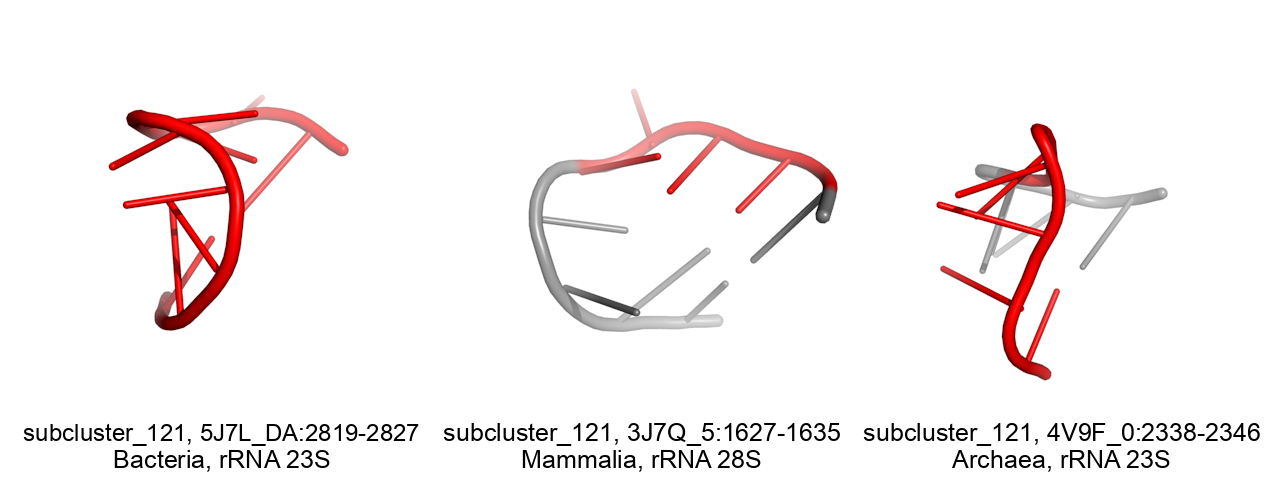 subcluster_121, 5J7L_DA:2819-2827
Bacteria, rRNA 23S
subcluster_121, 3J7Q_5:1627-1635
Mammalia, rRNA 28S
subcluster_121, 4V9F_0:2338-2346
Archaea, rRNA 23S